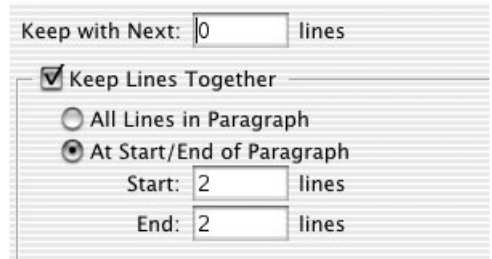 Keep with Next: 0 lines
Keep Lines Together
All Lines in Paragraph
At Start/End of Paragraph
Start: 2 lines
End: 2 lines